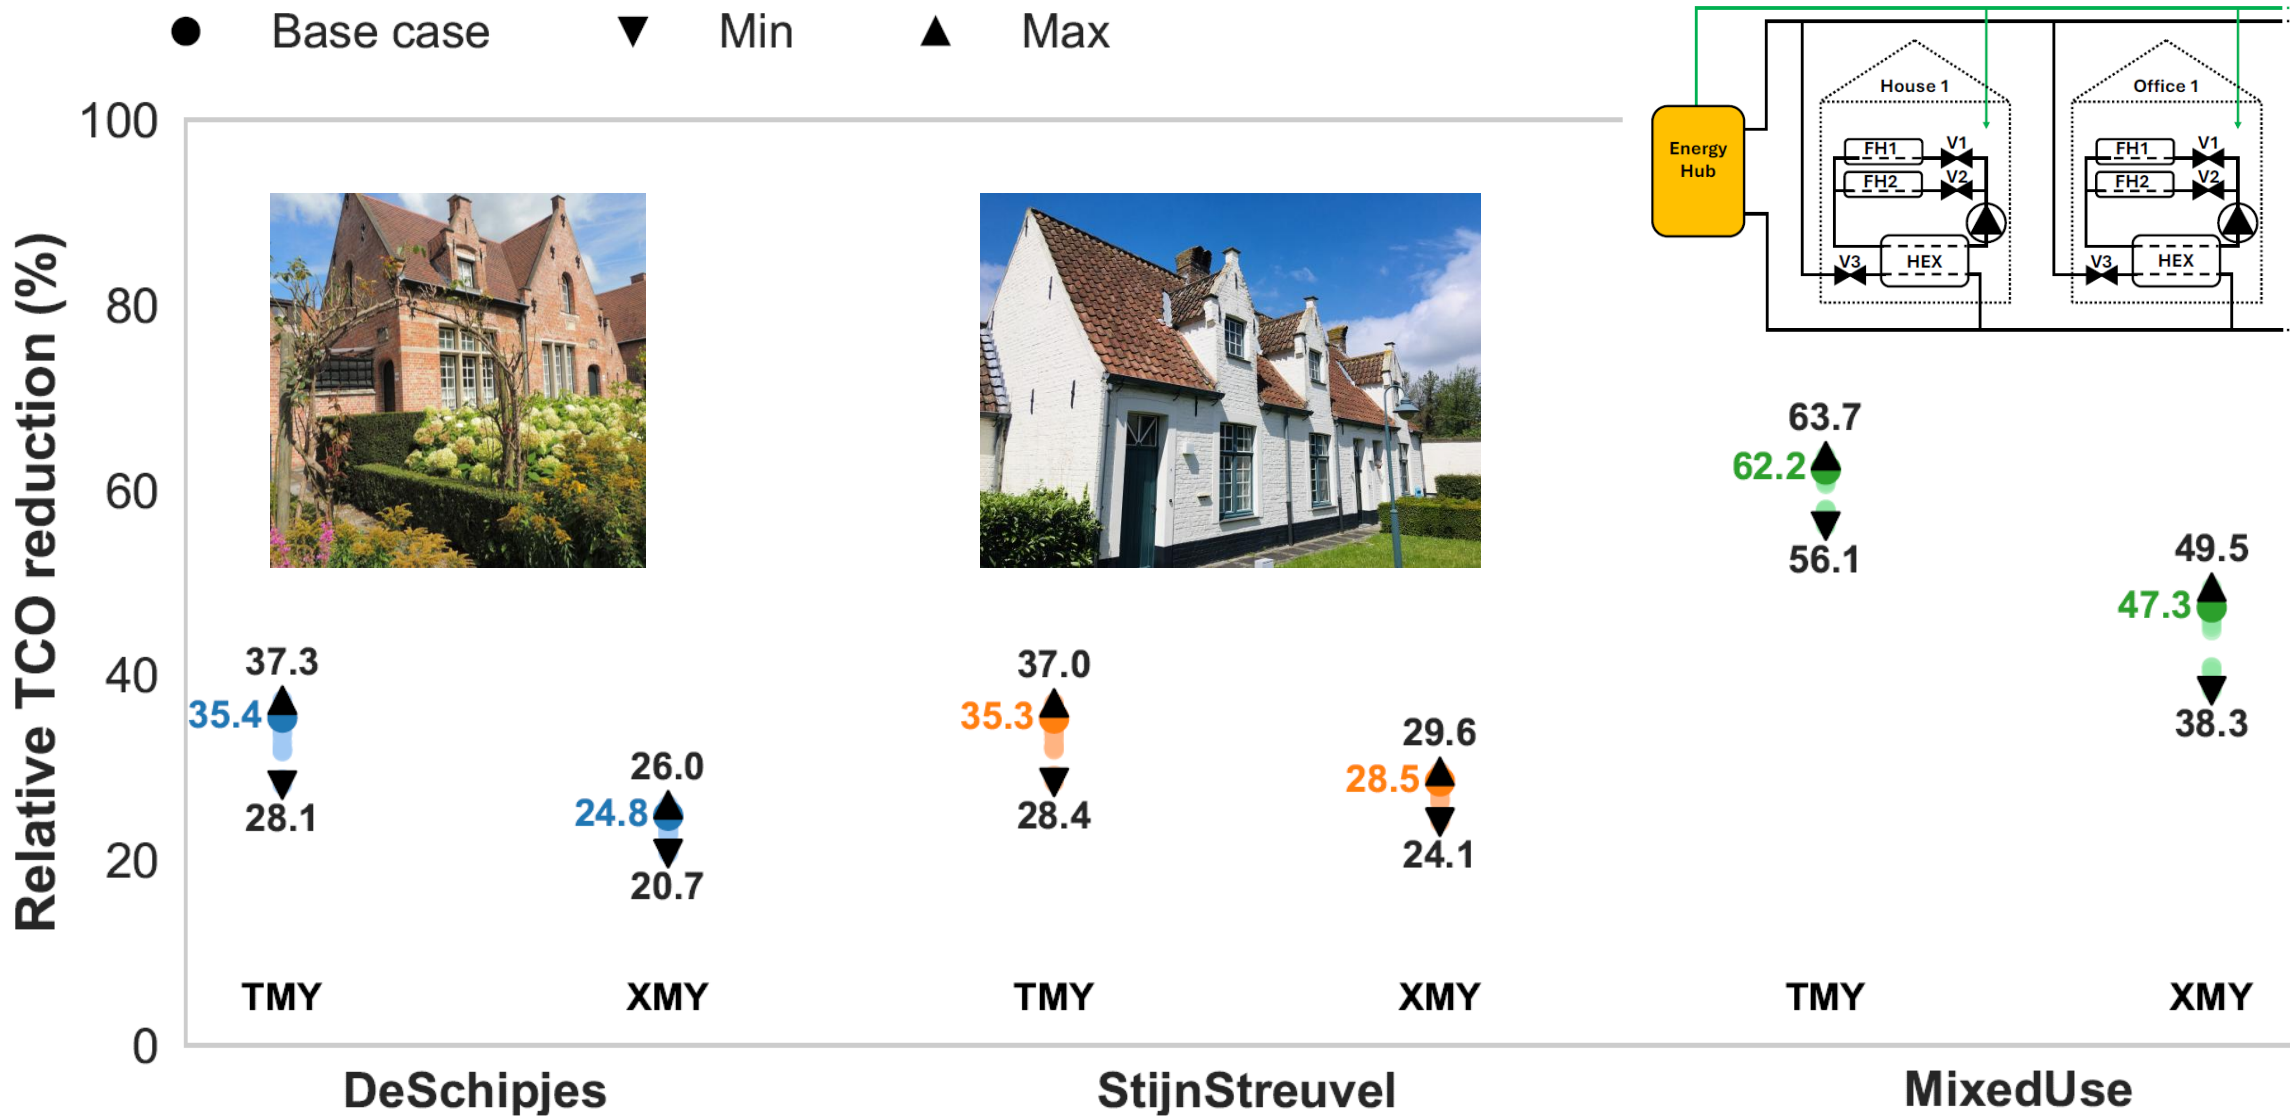 Base case
Min
Max
Relative TCO reduction (%)
100
80
60
40
20
0
Energy
Hub
House 1
FH1
V1
FH2
V2
V3
HEX
Office 1
FH1
V1
FH2
V2
V3
HEX
37.3
35.4
28.1
26.0
24.8
20.7
37.0
35.3
28.4
29.6
28.5
24.1
63.7
62.2
56.1
49.5
47.3
38.3
TMY
XMY
TMY
XMY
TMY
XMY
DeSchipjes
StijnStreuvel
MixedUse